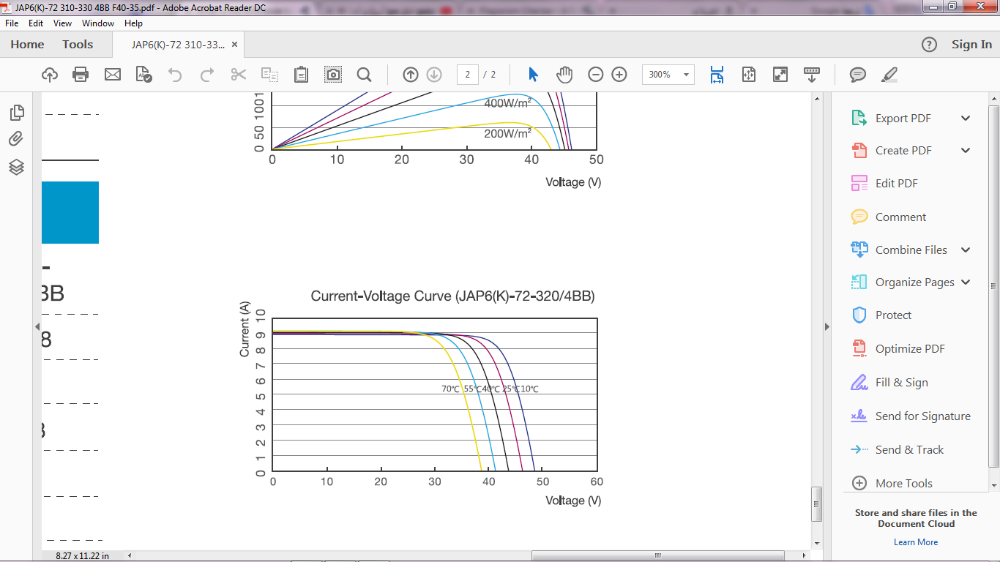 JAP6(K)-72 310-330 4BB F40-35.pdf - Adobe Acrobat Reader DC
File Edit View Window Help
Home Tools JAP6(K)-72 310-33... × ? Sign In
2 / 2 300%
0 50 1001
400W/m²
200W/m²
0 10 20 30 40 50
Voltage (V)
3B
8
Current-Voltage Curve (JAP6(K)-72-320/4BB)
Current (A)
0 1 2 3 4 5 6 7 8 9 10
70℃ 55℃ 40℃ 25℃ 10℃
0 10 20 30 40 50 60
Voltage (V)
8.27 x 11.22 in
Export PDF
Create PDF
Edit PDF
Comment
Combine Files
Organize Pages
Protect
Optimize PDF
Fill & Sign
Send for Signature
Send & Track
More Tools
Store and share files in the
Document Cloud
Learn More